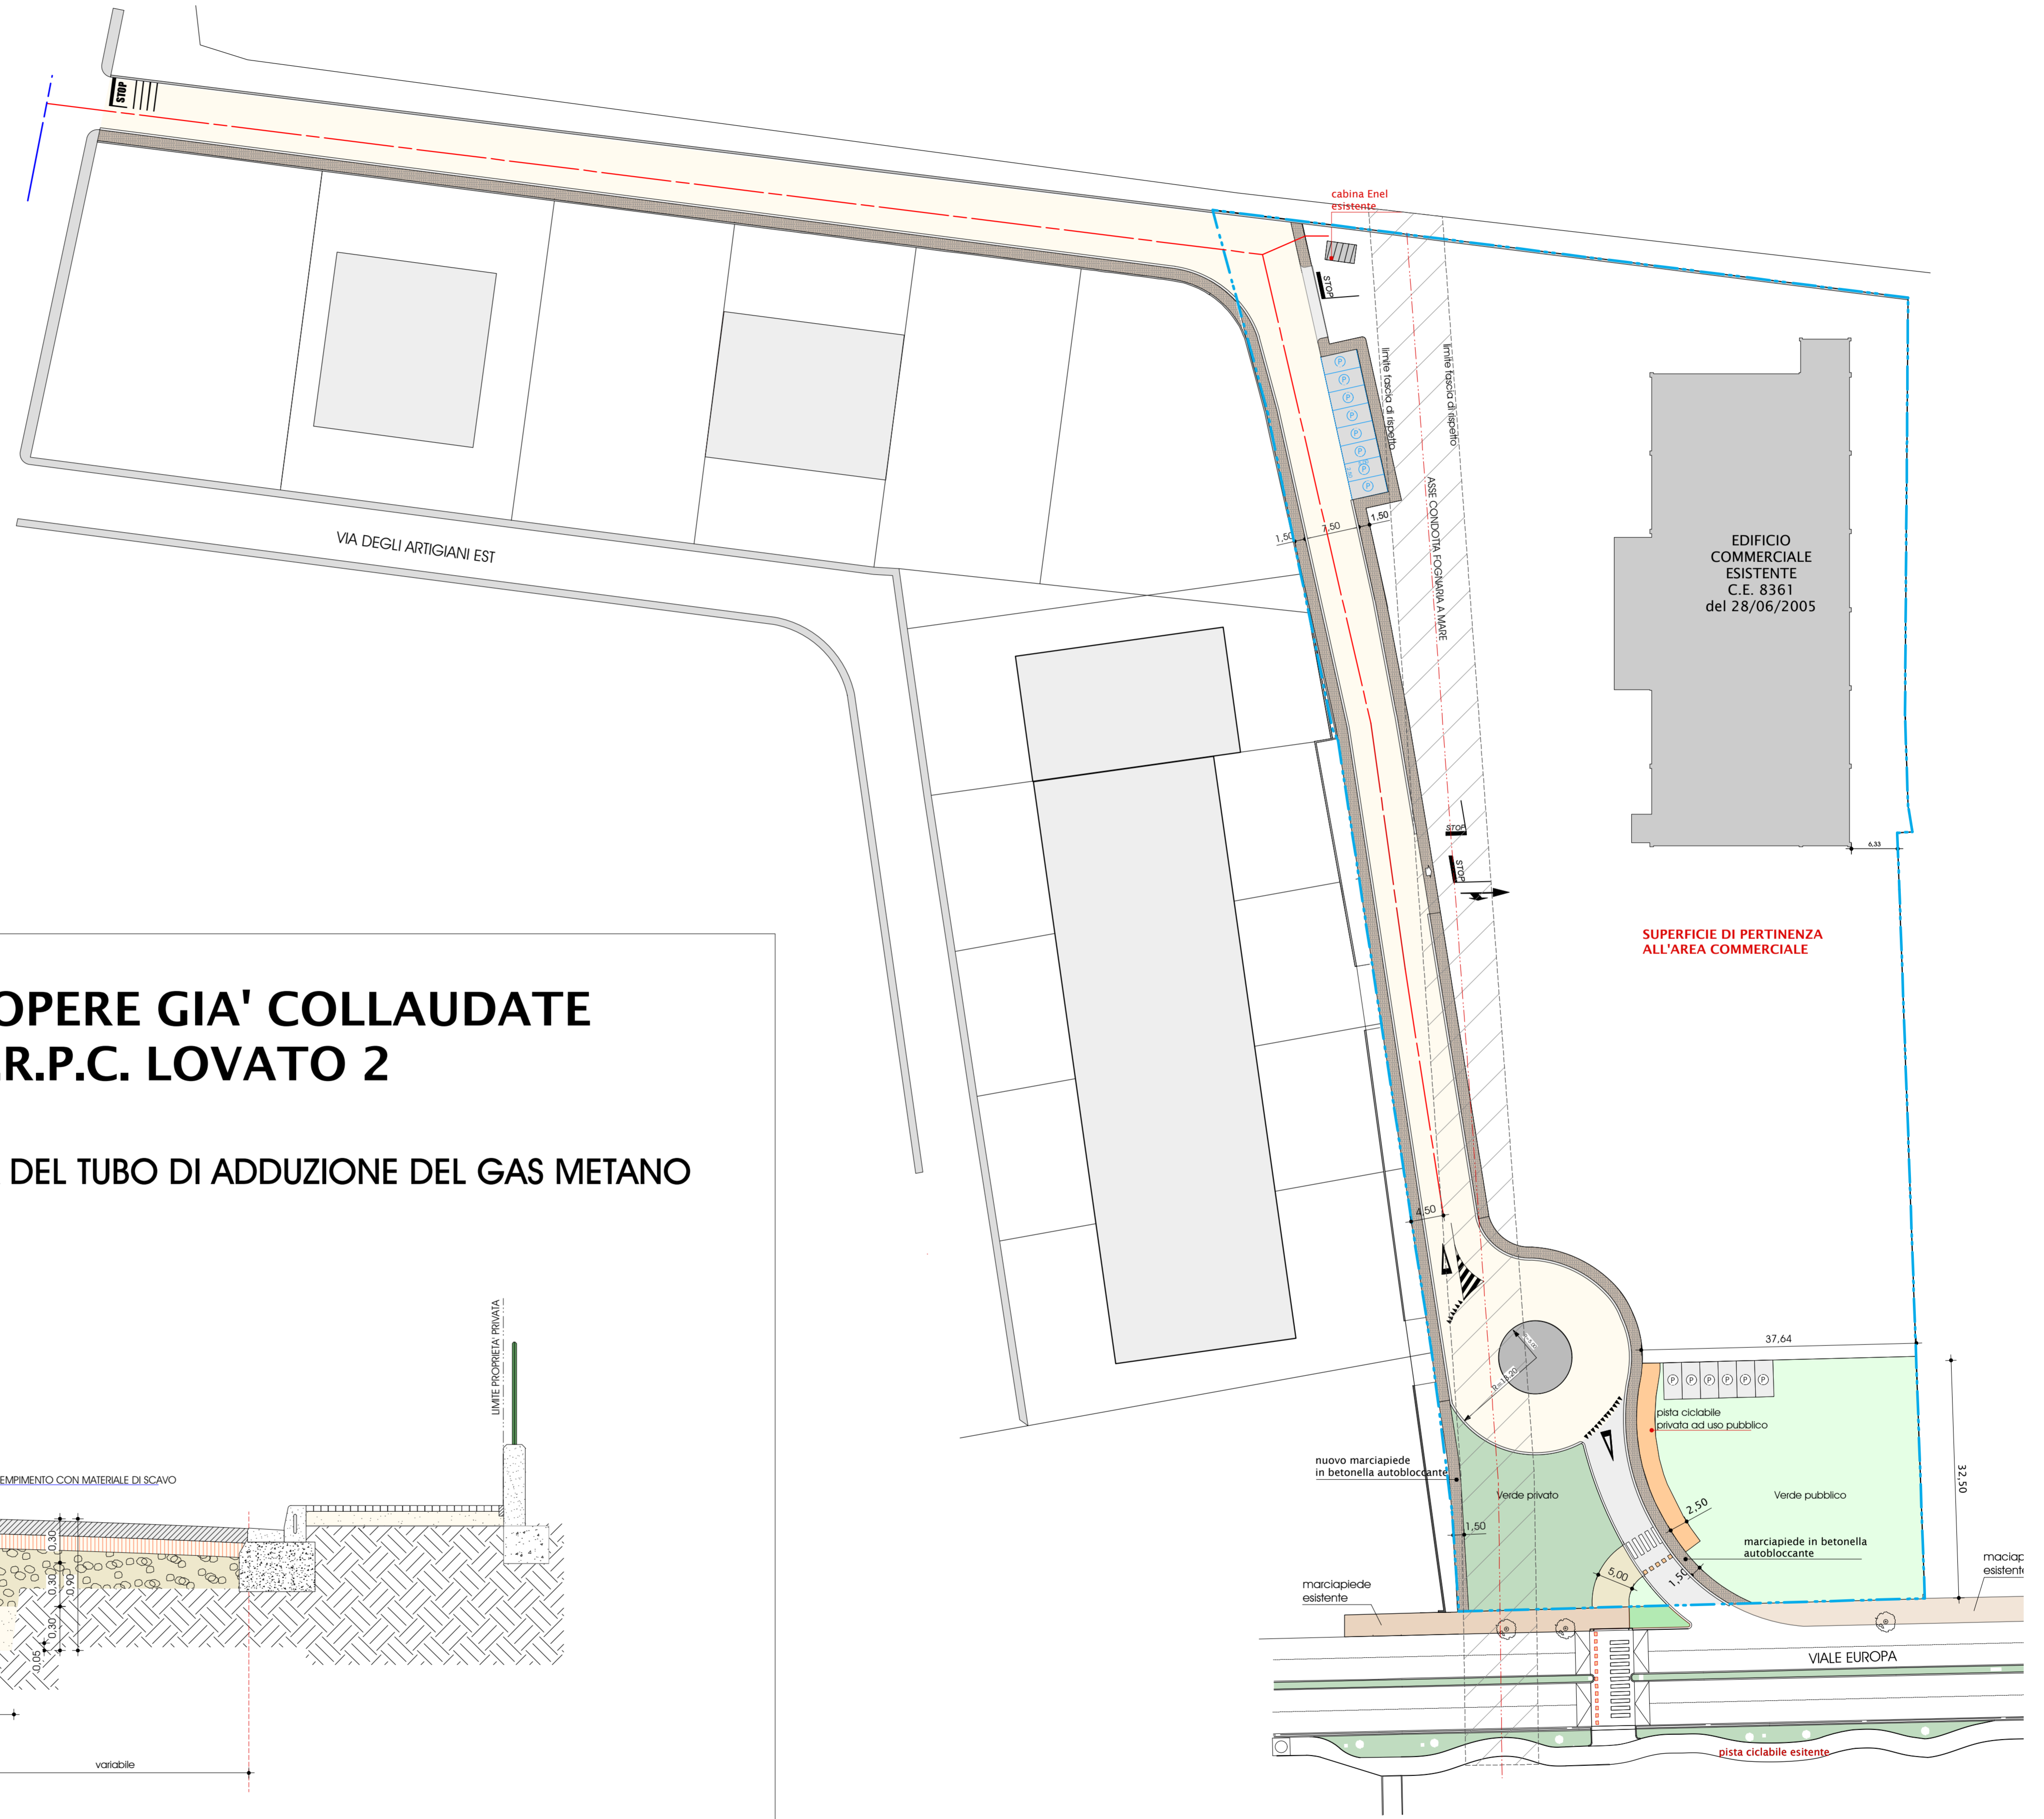 STOP
cabina Enel
esistente
STOP
limite fascia di rispetto
limite fascia di rispetto
P
P
P
P
P
P
P
P
ASSE CONDOTTA FOGNARIA A MARE
1,50
7,50
1,50
VIA DEGLI ARTIGIANI EST
EDIFICIO
COMMERCIALE
ESISTENTE
C.E. 8361
del 28/06/2005
STOP
STOP
6,33
SUPERFICIE DI PERTINENZA
ALL'AREA COMMERCIALE
OPERE GIA' COLLAUDATE
.R.P.C. LOVATO 2
DEL TUBO DI ADDUZIONE DEL GAS METANO
4,50
LIMITE PROPRIETA' PRIVATA
37,64
P
P
P
P
P
P
pista ciclabile
privata ad uso pubblico
nuovo marciapiede
in betonella autobloccante
EMPIMENTO CON MATERIALE DI SCAVO
Verde privato
Verde pubblico
32,50
2,50
1,50
marciapiede in betonella
autobloccante
5,00
1,50
marciapiede
esistente
maciap
esistente
0,30
0,30
0,90
0,30
0,05
variabile
VIALE EUROPA
pista ciclabile esitente